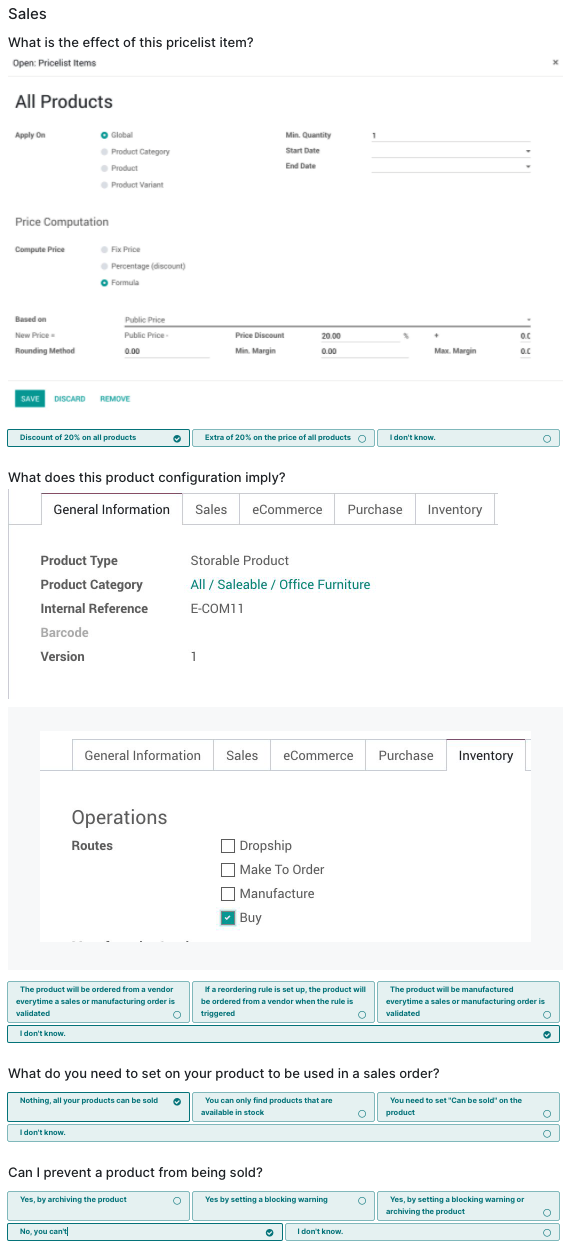 Sales
What is the effect of this pricelist item?
Open: Pricelist Items ×
All Products
Apply On Global Min. Quantity 1
Product Category Start Date
Product End Date
Product Variant
Price Computation
Compute Price Fix Price
Percentage (discount)
Formula
Based on Public Price
New Price = Public Price - Price Discount 20.00 % + 0.0
Rounding Method 0.00 Min. Margin 0.00 Max. Margin 0.0
SAVE DISCARD REMOVE
Discount of 20% on all products Extra of 20% on the price of all products I don't know.
What does this product configuration imply?
General Information Sales eCommerce Purchase Inventory
Product Type Storable Product
Product Category All / Saleable / Office Furniture
Internal Reference E-COM11
Barcode
Version 1
General Information Sales eCommerce Purchase Inventory
Operations
Routes Dropship
Make To Order
Manufacture
Buy
The product will be ordered from a vendor
everytime a sales or manufacturing order is
validated
If a reordering rule is set up, the product will
be ordered from a vendor when the rule is
triggered
The product will be manufactured
everytime a sales or manufacturing order is
validated
I don't know.
What do you need to set on your product to be used in a sales order?
Nothing, all your products can be sold
You can only find products that are
available in stock
You need to set "Can be sold" on the
product
I don't know.
Can I prevent a product from being sold?
Yes, by archiving the product
Yes by setting a blocking warning
Yes, by setting a blocking warning or
archiving the product
No, you can't
I don't know.